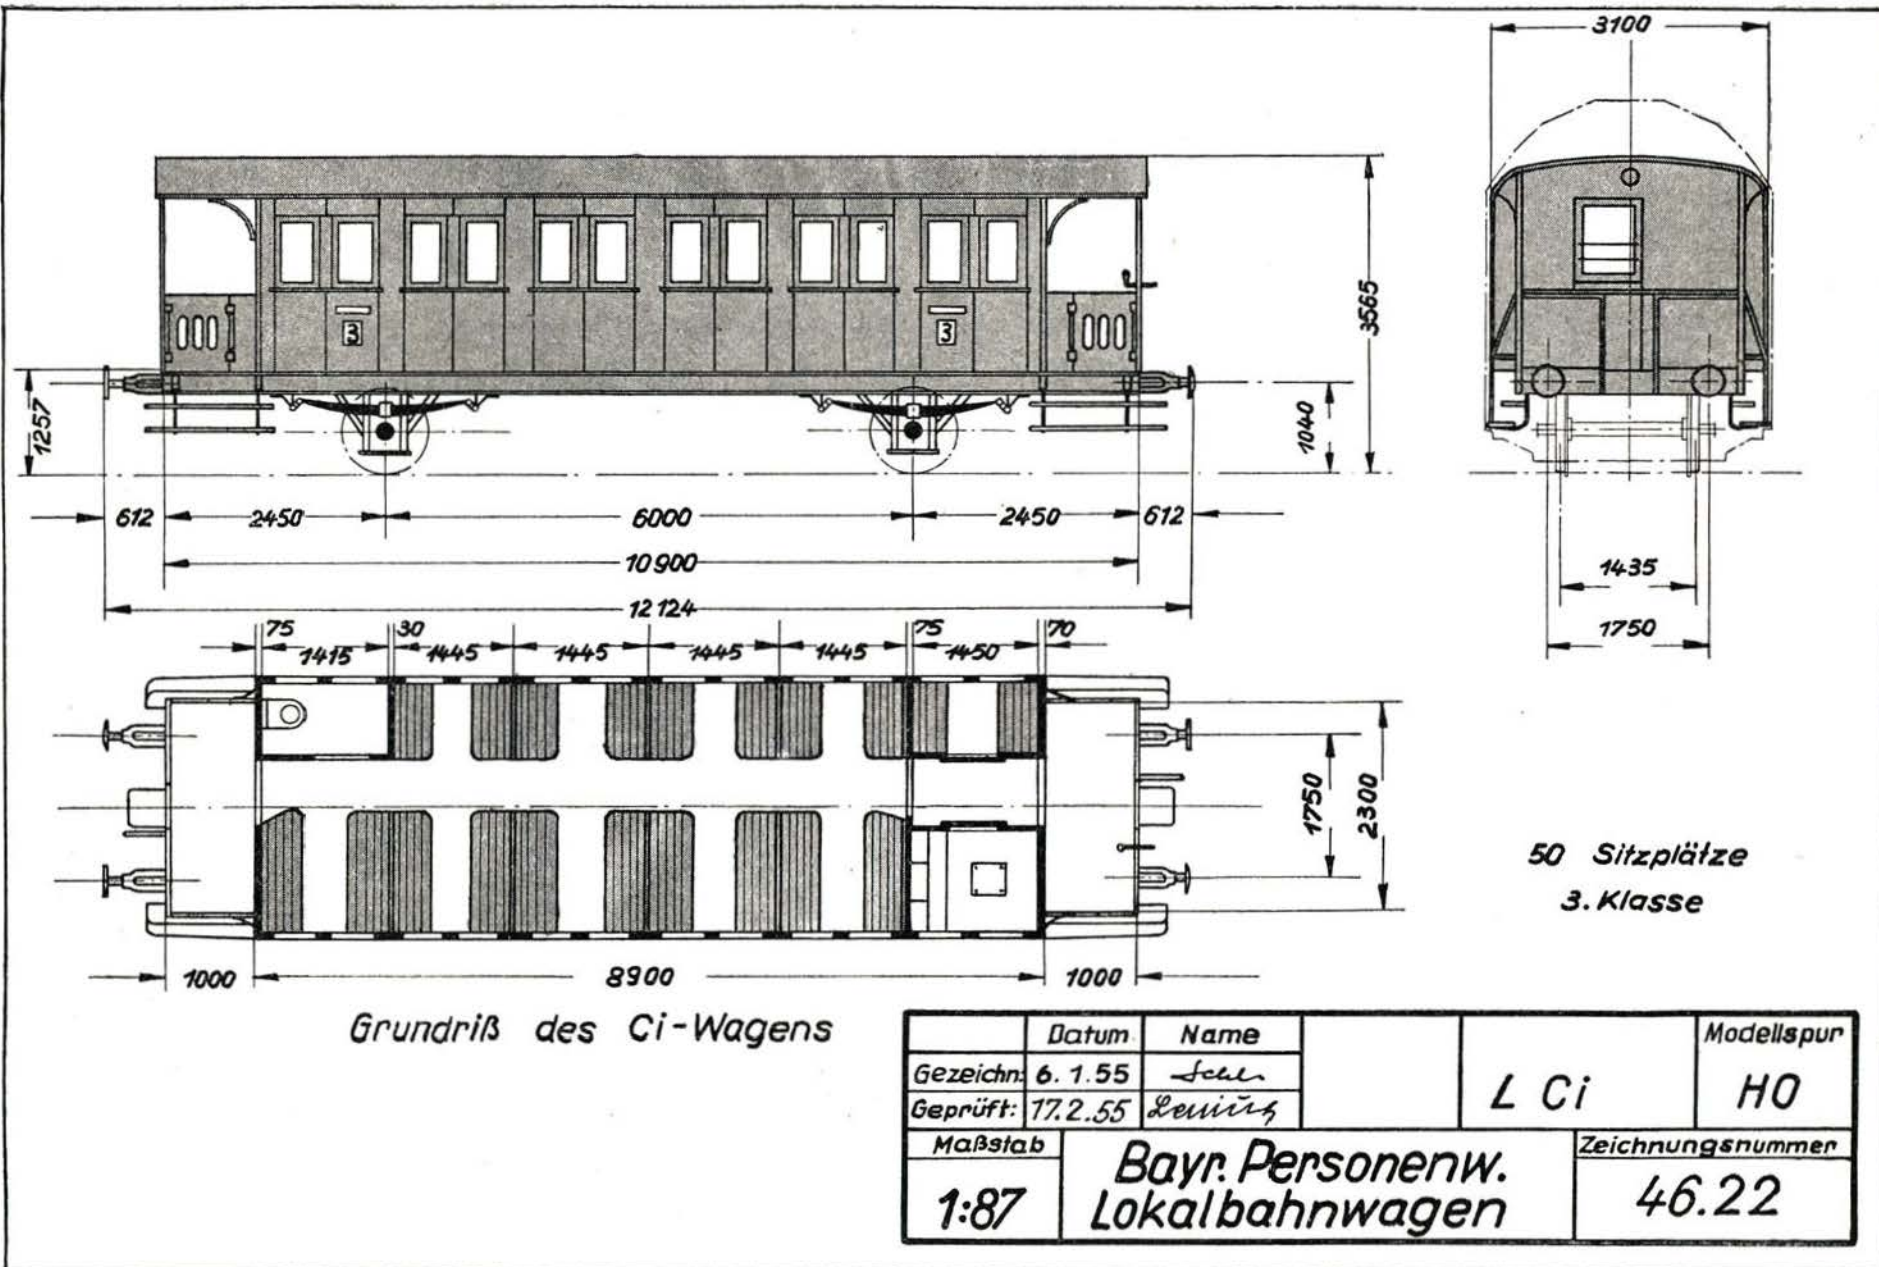 3100
3
3
3565
1257
1040
612 2450 6000 2450 612
10900
12124
1435
1750
75 30 75 70
1415 1445 1445 1445 1445 1450
1750
2300
50 Sitzplätze
3. Klasse
1000 8900 1000
Grundriß des Ci-Wagens
Datum Name Modellspur
Gezeichn: 6. 1. 55
L Ci H0
Geprüft: 17. 2. 55
Maßstab Zeichnungsnummer
1:87 Bayr. Personenw. 46.22
Lokalbahnwagen